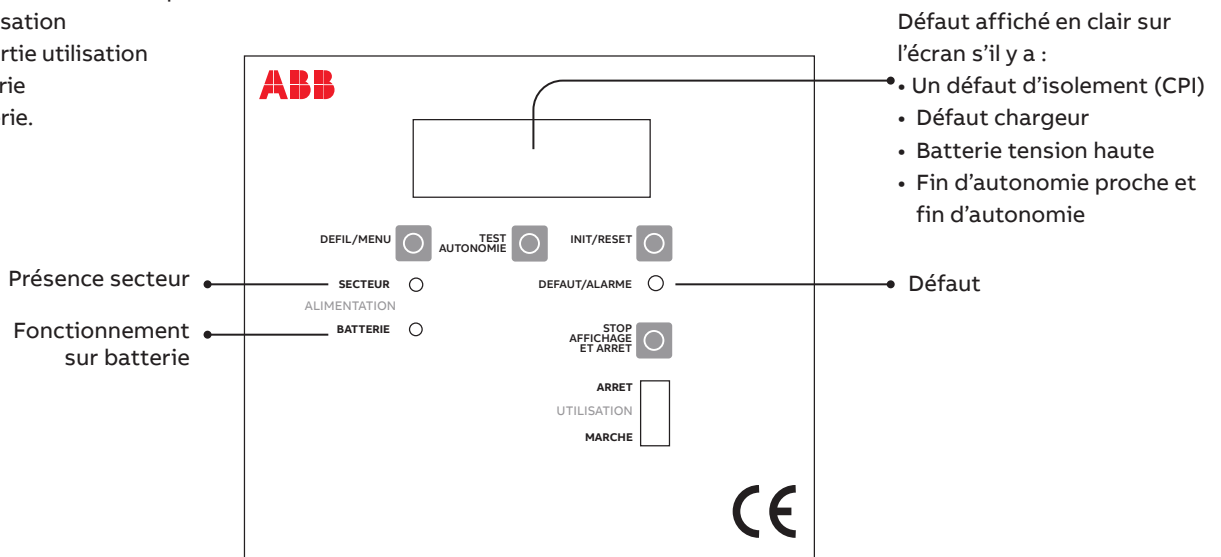 sation
rtie utilisation
rie
rie.
Défaut affiché en clair sur
l’écran s’il y a :
• Un défaut d’isolement (CPI)
• Défaut chargeur
• Batterie tension haute
• Fin d’autonomie proche et
fin d’autonomie
ABB
DEFIL/MENU
TEST
AUTONOMIE
INIT/RESET
Présence secteur
SECTEUR
DEFAUT/ALARME
Défaut
ALIMENTATION
Fonctionnement
sur batterie
BATTERIE
STOP
AFFICHAGE
ET ARRET
ARRET
UTILISATION
MARCHE
CE